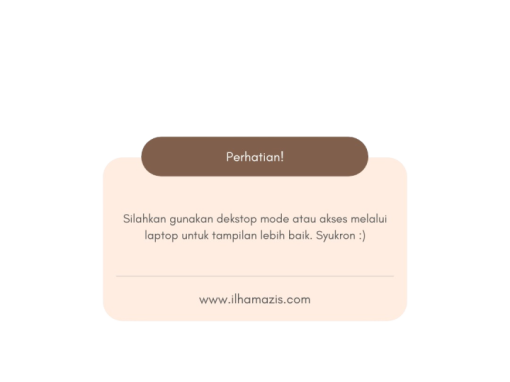 Perhatian!
Silahkan gunakan dekstop mode atau akses melalui
laptop untuk tampilan lebih baik. Syukron :)
www.ilhamazis.com